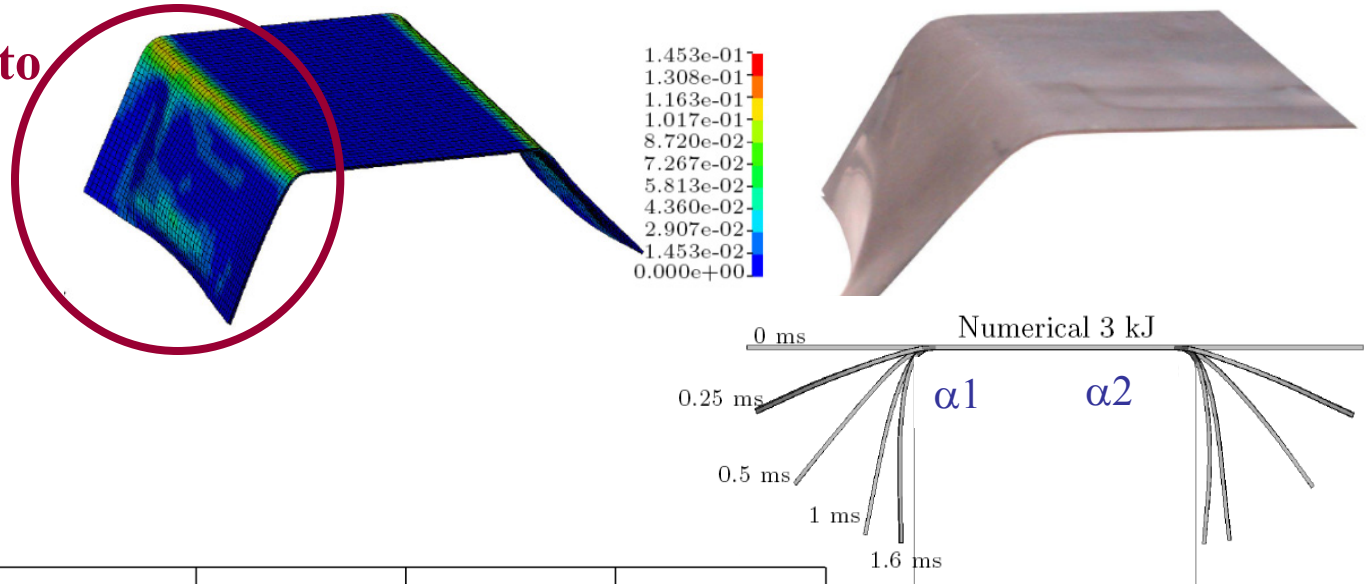 to
1.453e-01
1.308e-01
1.163e-01
1.017e-01
8.720e-02
7.267e-02
5.813e-02
4.360e-02
2.907e-02
1.453e-02
0.000e+00
Numerical 3 kJ
0 ms
0.25 ms
α1 α2
0.5 ms
1 ms
1.6 ms